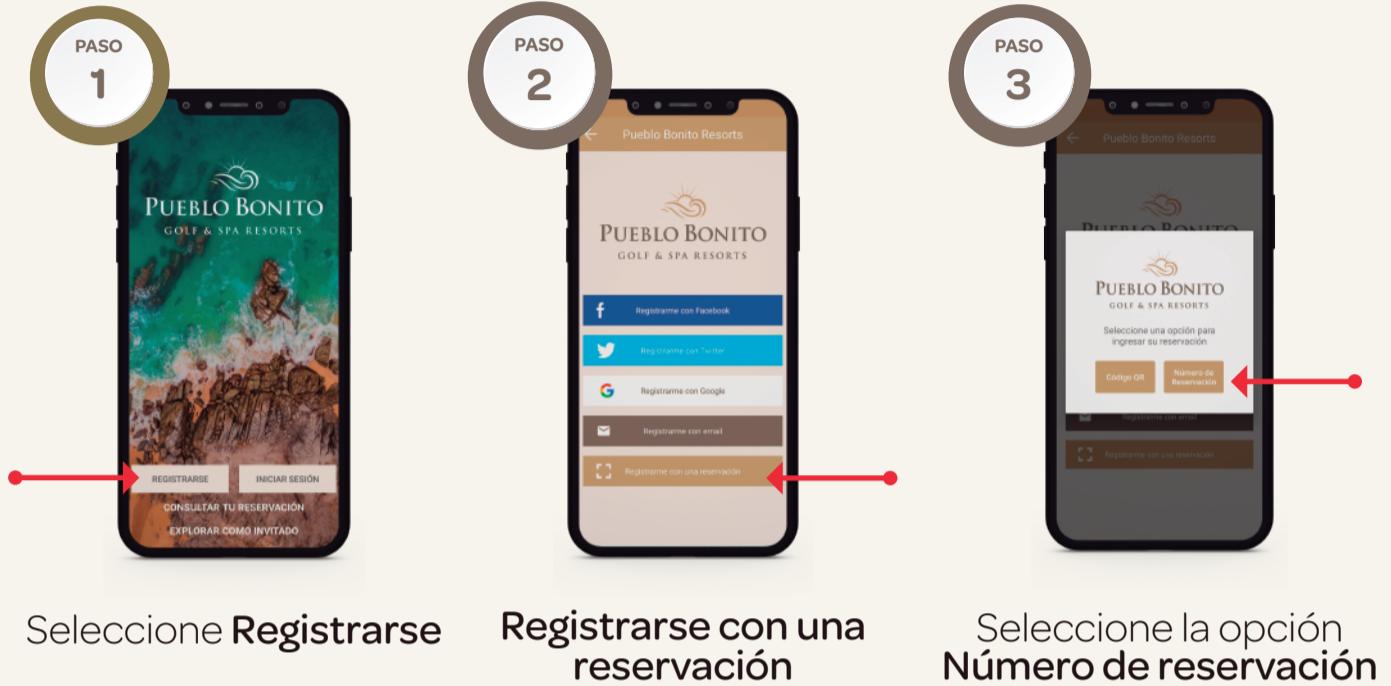 PASO
1
PUEBLO BONITO
GOLF & SPA RESORTS
REGISTRARSE
INICIAR SESIÓN
CONSULTAR TU RESERVACIÓN
EXPLORAR COMO INVITADO
Seleccione Registrarse
PASO
2
Pueblo Bonito Resorts
PUEBLO BONITO
GOLF & SPA RESORTS
f
Registrarme con Facebook
Registrarme con Twitter
G
Registrarme con Google
Registrarme con email
Registrarme con una reservación
Registrarse con una
reservación
PASO
3
Pueblo Bonito Resorts
PUEBLO BONITO
PUEBLO BONITO
GOLF & SPA RESORTS
Seleccione una opción para
ingresar su reservación
Código QR
Número de
Reservación
Registrarme con email
Registrarme con una reservación
Seleccione la opción
Número de reservación